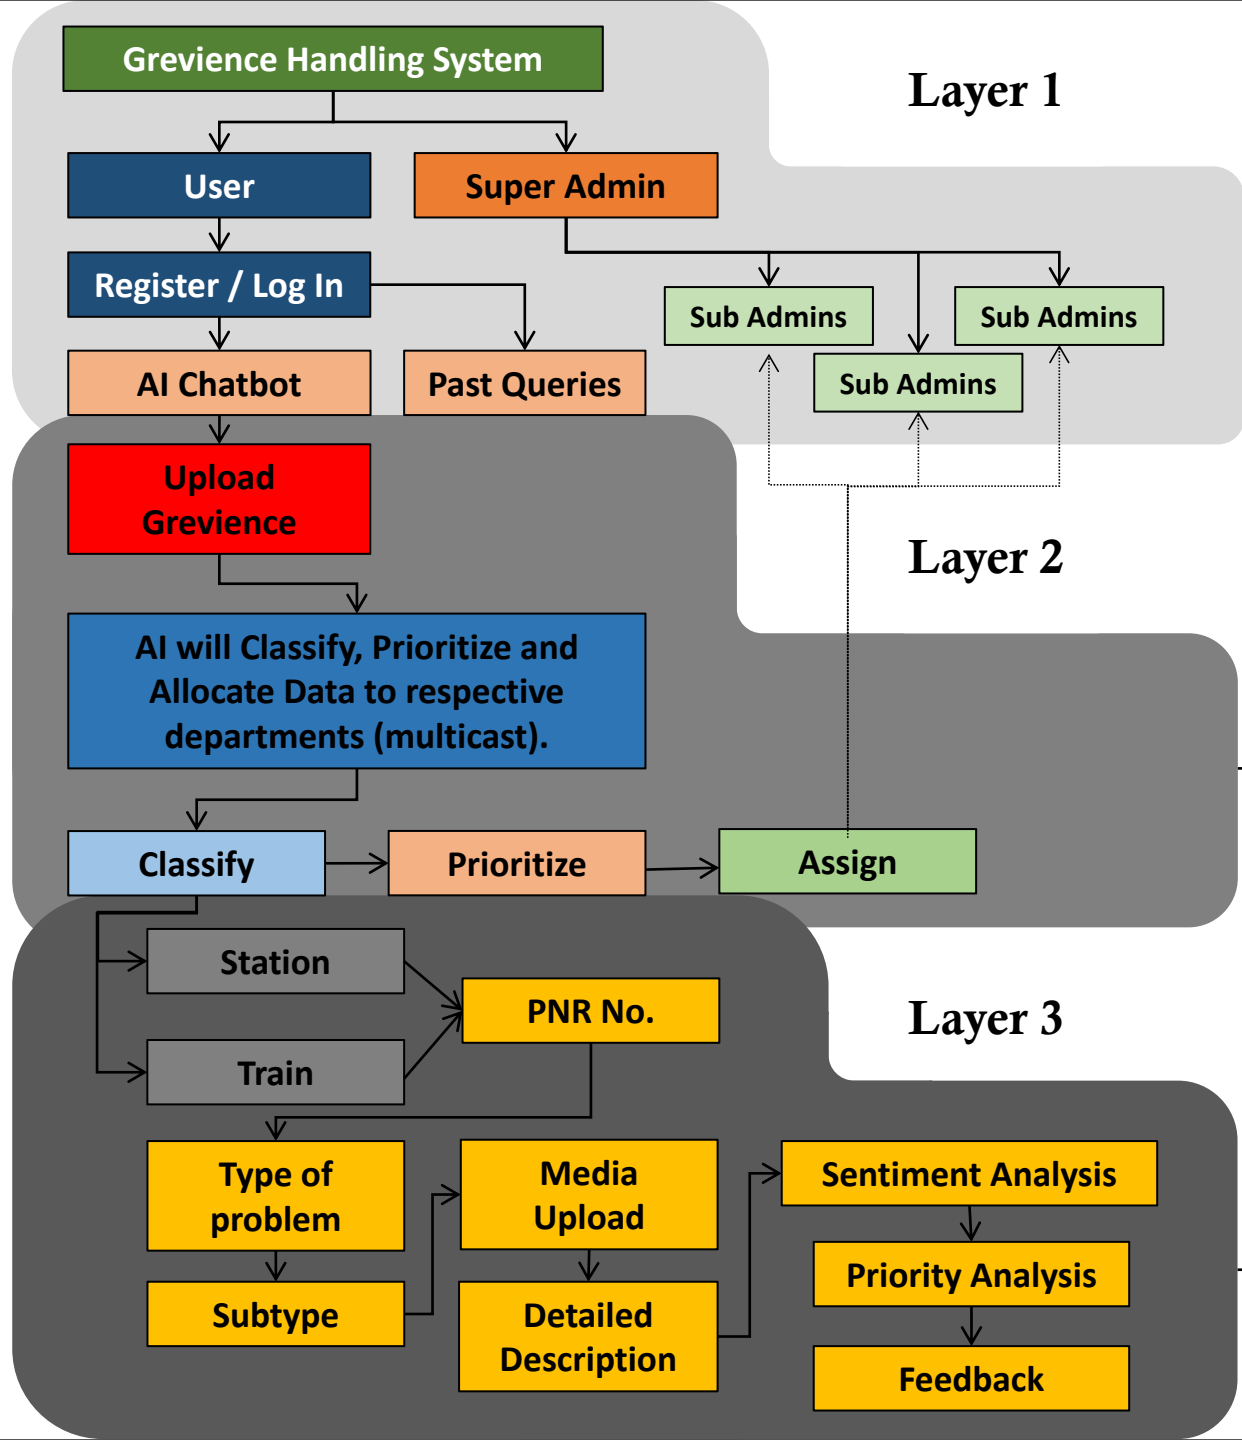 Grevience Handling System
Layer 1
User
Super Admin
Register / Log In
Sub Admins
Sub Admins
Sub Admins
AI Chatbot
Past Queries
Upload
Grevience
Layer 2
AI will Classify, Prioritize and
Allocate Data to respective
departments (multicast).
Classify
Prioritize
Assign
Station
PNR No.
Layer 3
Train
Type of
problem
Media
Upload
Sentiment Analysis
Subtype
Detailed
Description
Priority Analysis
Feedback